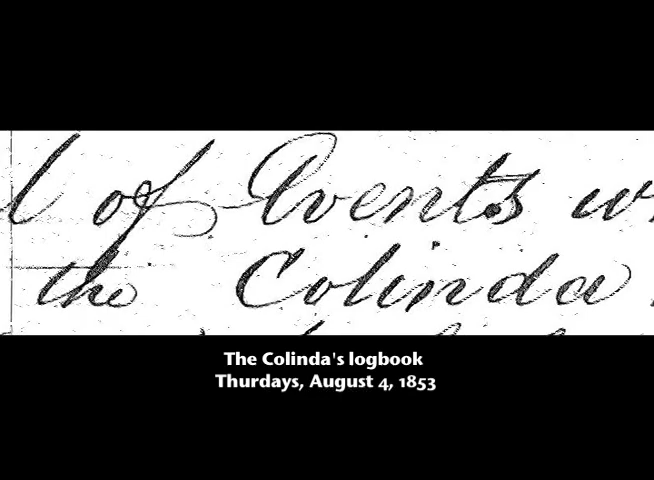 l of Events w
the Colinda
The Colinda's logbook
Thurdays, August 4, 1853